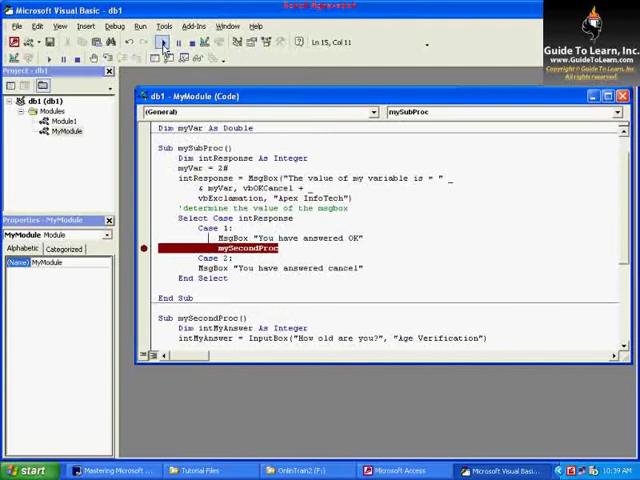 Microsoft Visual Basic - db1
Guide To Learn, Inc.
www.guidetolearn.com
File Edit View Insert Debug Run Tools Add-Ins Window Help
Ln 15, Col 11
Project - db1
db1 (db1)
Modules
Module1
MyModule
Properties - MyModule
MyModule Module
Alphabetic Categorized
(Name) MyModule
db1 - MyModule (Code)
(General) mySubProc
Dim myVar As Double
Sub mySubProc()
Dim intResponse As Integer
myVar = 2#
intResponse = MsgBox("The value of my variable is = " _
& myVar, vbOKCancel + _
vbExclamation, "Apex InfoTech")
'determine the value of the msgbox
Select Case intResponse
Case 1:
MsgBox "You have answered OK"
mySecondProc
Case 2:
MsgBox "You have answered cancel"
End Select
End Sub
Sub mySecondProc()
Dim intMyAnswer As Integer
intMyAnswer = InputBox("How old are you?", "Age Verification")
start Mastering Microsoft ... Tutorial Files OnlinTrain2 (F:) Microsoft Access Microsoft Visual Basi... 10:39 AM